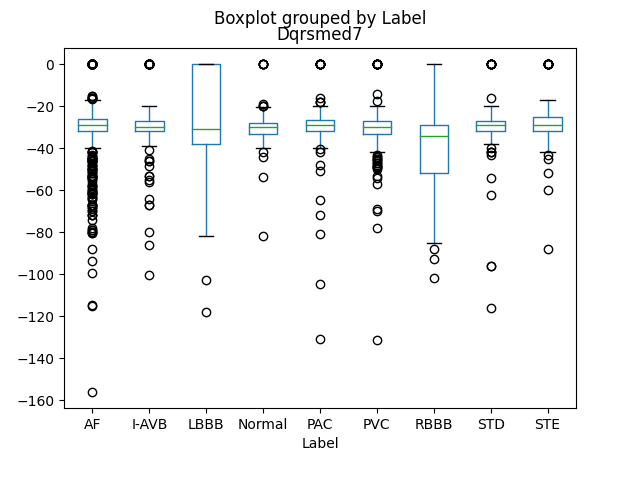 Boxplot grouped by Label
Dqrsmed7
0
−20
−40
−60
−80
−100
−120
−140
−160
AF I-AVB LBBB Normal PAC PVC RBBB STD STE
Label